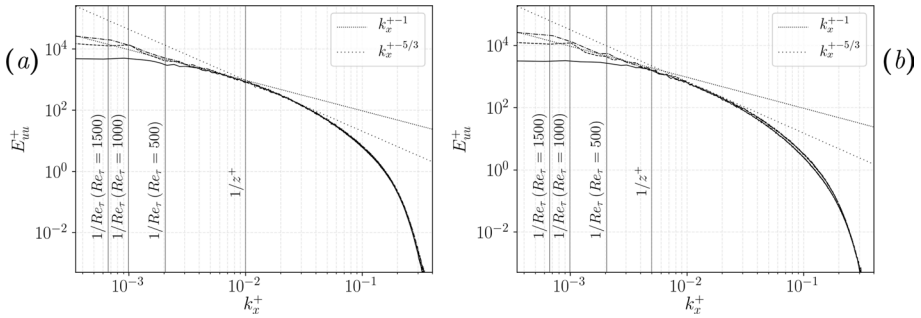 (a)
E_{uu}^+
10^4
10^2
10^0
10^{-2}
10^{-3}
10^{-2}
10^{-1}
k_x^+
k_x^{+-1}
k_x^{+-5/3}
1/Re_τ (Re_τ = 1500)
1/Re_τ (Re_τ = 1000)
1/Re_τ (Re_τ = 500)
1/z^+
E_{uu}^+
10^4
10^2
10^0
10^{-2}
10^{-3}
10^{-2}
10^{-1}
k_x^+
k_x^{+-1}
k_x^{+-5/3}
1/Re_τ (Re_τ = 1500)
1/Re_τ (Re_τ = 1000)
1/Re_τ (Re_τ = 500)
1/z^+
(b)